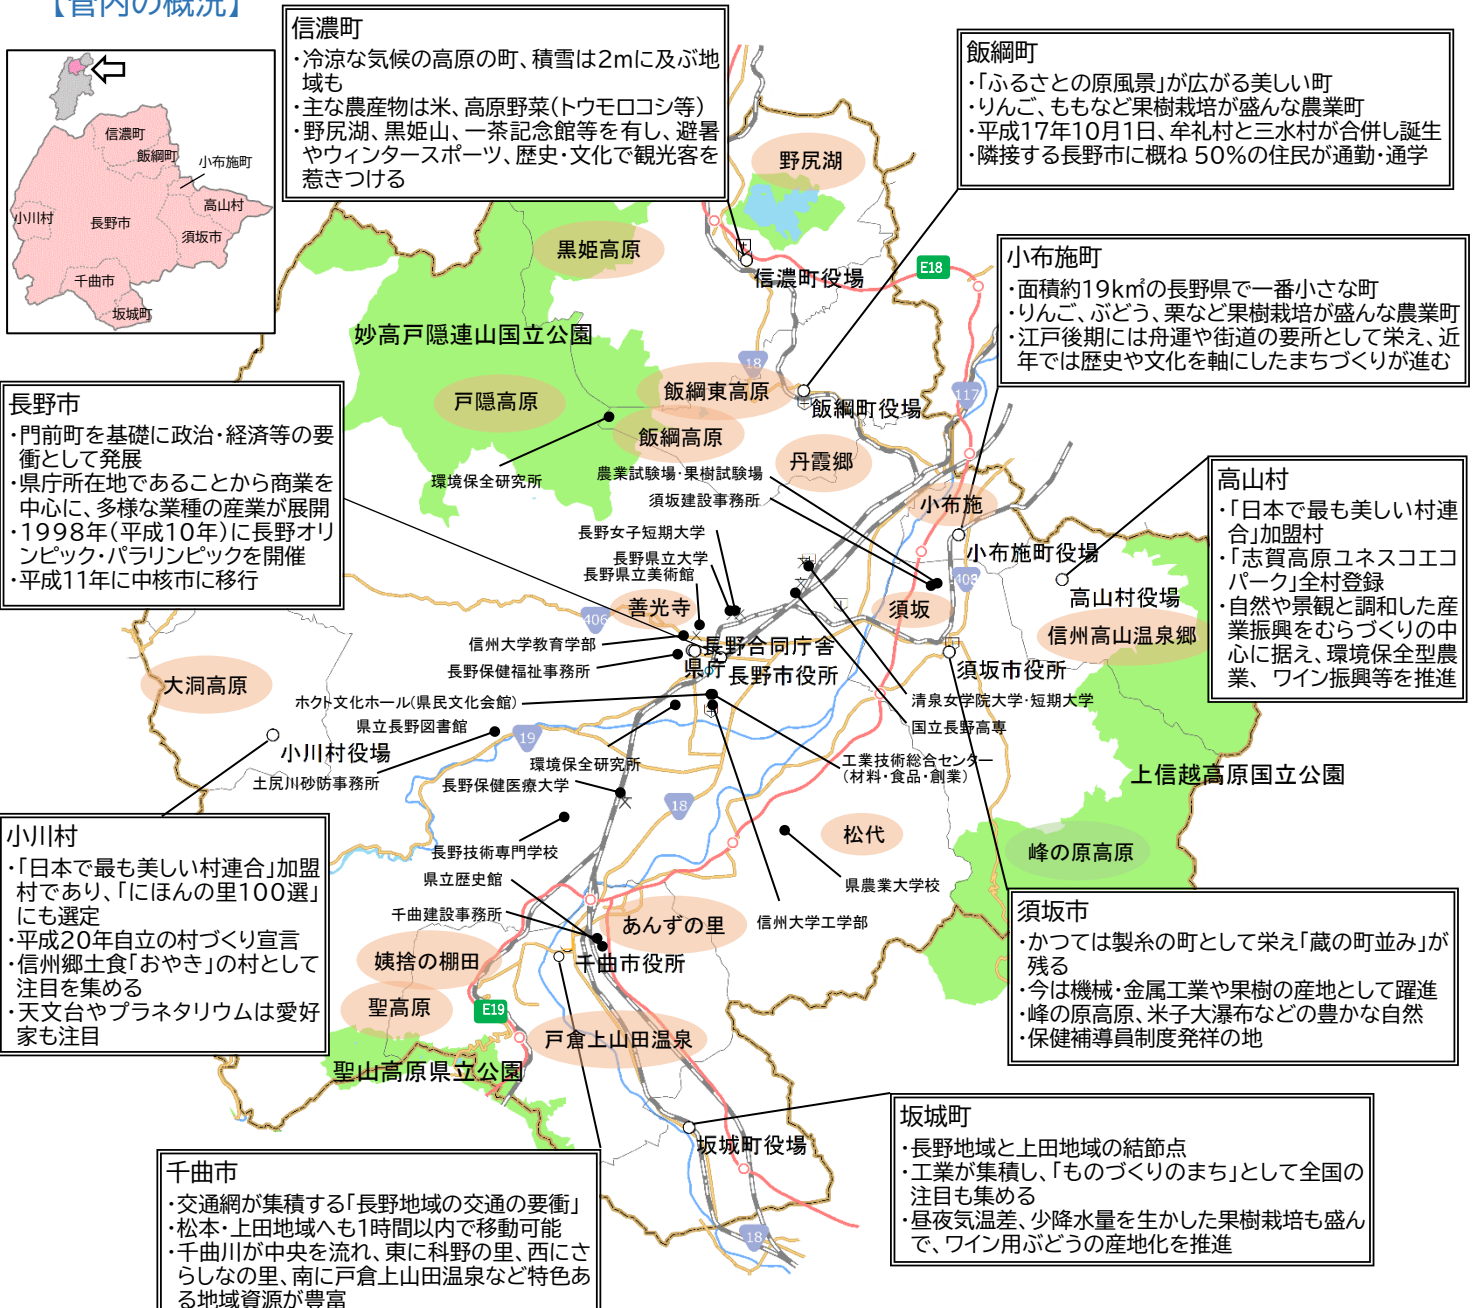 【管内の概況】
信濃町
・冷涼な気候の高原の町、積雪は2mに及ぶ地
域も
・主な農産物は米、高原野菜(トウモロコシ等)
・野尻湖、黒姫山、一茶記念館等を有し、避暑
やウィンタースポーツ、歴史・文化で観光客を
惹きつける
飯綱町
・「ふるさとの原風景」が広がる美しい町
・りんご、ももなど果樹栽培が盛んな農業町
・平成17年10月1日、牟礼村と三水村が合併し誕生
・隣接する長野市に概ね 50%の住民が通勤・通学
信濃町
飯綱町
小布施町
高山村
小川村
長野市
須坂市
千曲市
坂城町
小布施町
・面積約19k㎡の長野県で一番小さな町
・りんご、ぶどう、栗など果樹栽培が盛んな農業町
・江戸後期には舟運や街道の要所として栄え、近
年では歴史や文化を軸にしたまちづくりが進む
長野市
・門前町を基礎に政治・経済等の要
衝として発展
・県庁所在地であることから商業を
中心に、多様な業種の産業が展開
・1998年(平成10年)に長野オリ
ンピック・パラリンピックを開催
・平成11年に中核市に移行
高山村
・「日本で最も美しい村連
合」加盟村
・「志賀高原ユネスコエコ
パーク」全村登録
・自然や景観と調和した産
業振興をむらづくりの中
心に据え、環境保全型農
業、 ワイン振興等を推進
野尻湖
黒姫高原
信濃町役場
E18
妙高戸隠連山国立公園
18
飯綱東高原
戸隠高原
飯綱町役場
117
飯綱高原
丹霞郷
環境保全研究所
農業試験場・果樹試験場
須坂建設事務所
小布施
長野女子短期大学
小布施町役場
長野県立大学
長野県立美術館
408
高山村役場
善光寺
須坂
406
信州高山温泉郷
信州大学教育学部
長野合同庁舎
県庁
長野市役所
須坂市役所
長野保健福祉事務所
大洞高原
ホクト文化ホール(県民文化会館)
清泉女学院大学・短期大学
県立長野図書館
国立長野高専
19
小川村役場
環境保全研究所
工業技術総合センター
(材料・食品・創業)
上信越高原国立公園
土尻川砂防事務所
長野保健医療大学
18
松代
長野技術専門学校
峰の原高原
県立歴史館
県農業大学校
千曲建設事務所
あんずの里
信州大学工学部
姨捨の棚田
千曲市役所
聖高原
E19
戸倉上山田温泉
聖山高原県立公園
坂城町役場
18
小川村
・「日本で最も美しい村連合」加盟
村であり、「にほんの里100選」
にも選定
・平成20年自立の村づくり宣言
・信州郷土食「おやき」の村として
注目を集める
・天文台やプラネタリウムは愛好
家も注目
須坂市
・かつては製糸の町として栄え「蔵の町並み」が
残る
・今は機械・金属工業や果樹の産地として躍進
・峰の原高原、米子大瀑布などの豊かな自然
・保健補導員制度発祥の地
坂城町
・長野地域と上田地域の結節点
・工業が集積し、「ものづくりのまち」として全国の
注目も集める
・昼夜気温差、少降水量を生かした果樹栽培も盛ん
で、ワイン用ぶどうの産地化を推進
千曲市
・交通網が集積する「長野地域の交通の要衝」
・松本・上田地域へも1時間以内で移動可能
・千曲川が中央を流れ、東に科野の里、西にさ
らしなの里、南に戸倉上山田温泉など特色あ
る地域資源が豊富